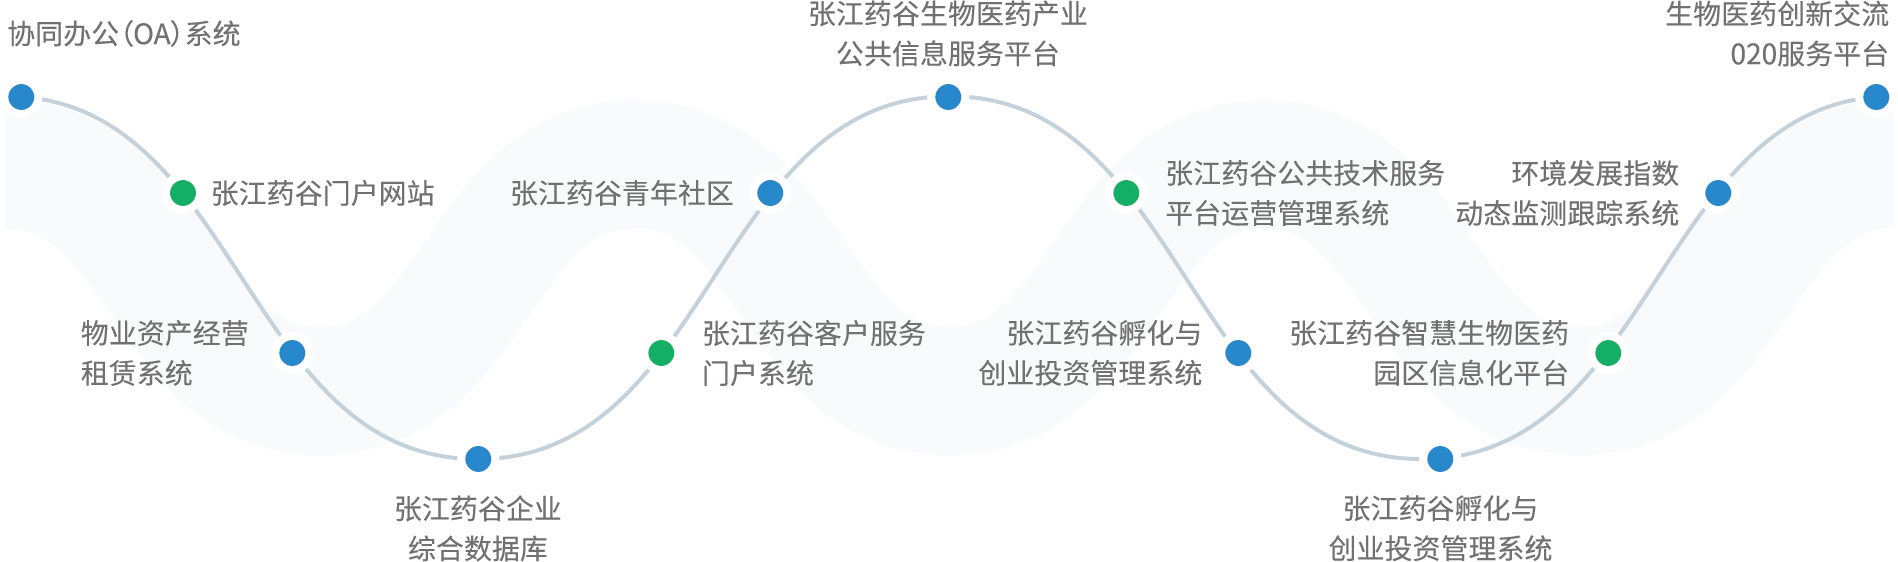 协同办公（OA）系统
张江药谷门户网站
物业资产经营
租赁系统
张江药谷企业
综合数据库
张江药谷客户服务
门户系统
张江药谷青年社区
张江药谷生物医药产业
公共信息服务平台
张江药谷公共技术服务
平台运营管理系统
张江药谷孵化与
创业投资管理系统
张江药谷孵化与
创业投资管理系统
张江药谷智慧生物医药
园区信息化平台
环境发展指数
动态监测跟踪系统
生物医药创新交流
020服务平台